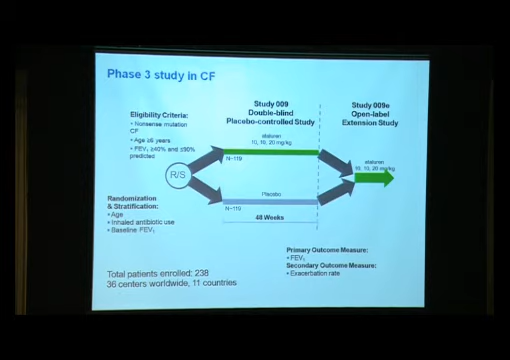 Phase 3 study in CF
Eligibility Criteria:
• Nonsense mutation
CF
• Age ≥6 years
• FEV₁ ≥40% and ≤90%
predicted
Study 009
Double-blind
Placebo-controlled Study
Study 009e
Open-label
Extension Study
ataluren
10, 10, 20 mg/kg
N=119
R/S
ataluren
10, 10, 20 mg/kg
Placebo
N=119
48 Weeks
Randomization
& Stratification:
• Age
• Inhaled antibiotic use
• Baseline FEV₁
Primary Outcome Measure:
• FEV₁
Secondary Outcome Measure:
• Exacerbation rate
Total patients enrolled: 238
36 centers worldwide, 11 countries